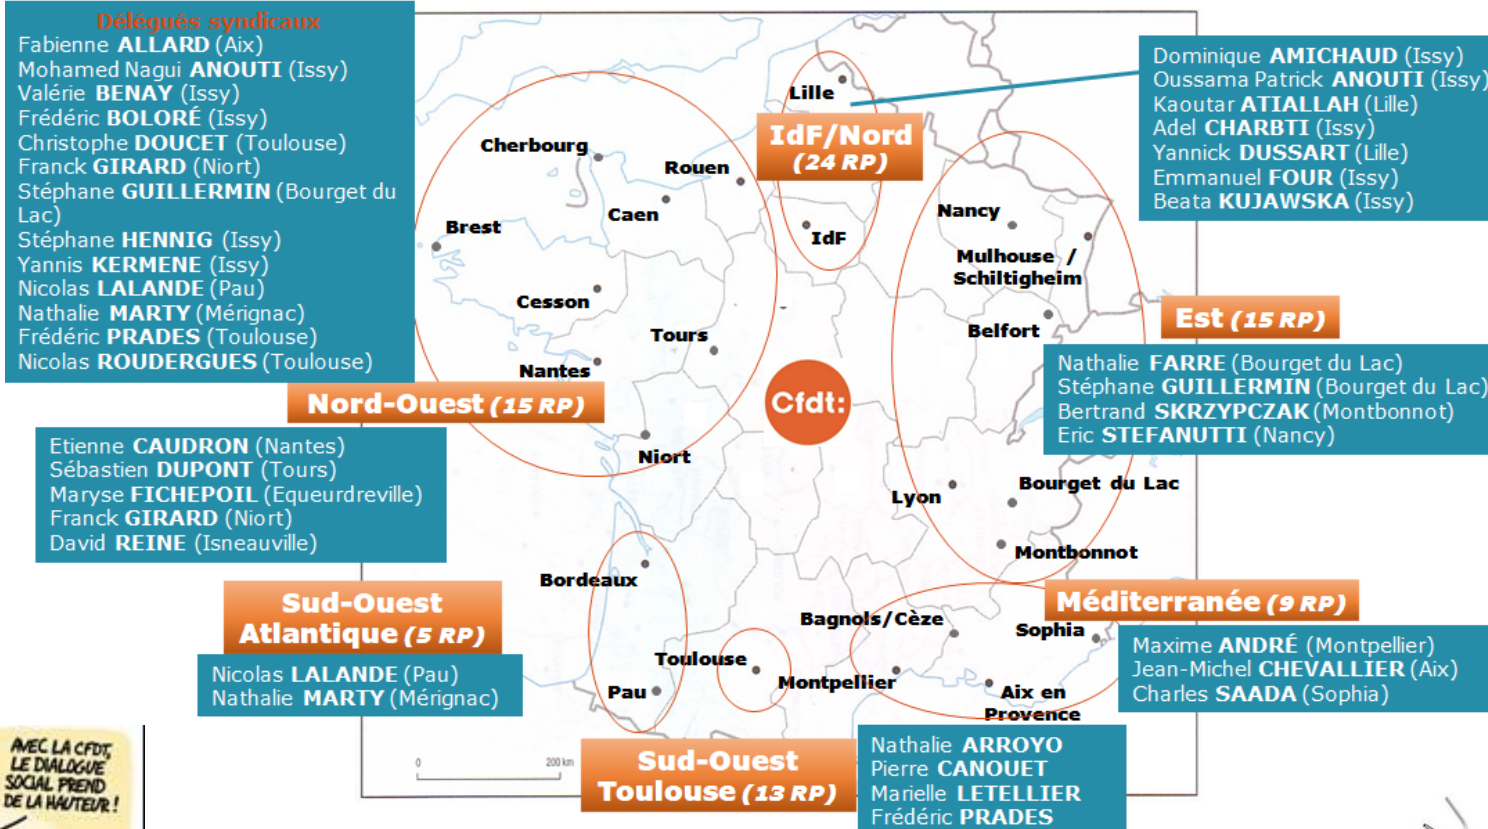 Délégués syndicaux
Fabienne ALLARD (Aix)
Mohamed Nagui ANOUTI (Issy)
Valérie BENAY (Issy)
Frédéric BOLORÉ (Issy)
Christophe DOUCET (Toulouse)
Franck GIRARD (Niort)
Stéphane GUILLERMIN (Bourget du
Lac)
Stéphane HENNIG (Issy)
Yannis KERMENE (Issy)
Nicolas LALANDE (Pau)
Nathalie MARTY (Mérignac)
Frédéric PRADES (Toulouse)
Nicolas ROUDERGUES (Toulouse)
Dominique AMICHAUD (Issy)
Oussama Patrick ANOUTI (Issy)
Kaoutar ATIALLAH (Lille)
Adel CHARBTI (Issy)
Yannick DUSSART (Lille)
Emmanuel FOUR (Issy)
Beata KUJAWSKA (Issy)
Lille
IdF/Nord
(24 RP)
Cherbourg
Rouen
Caen
Brest
IdF
Nancy
Mulhouse /
Schiltigheim
Cesson
Tours
Nantes
Belfort
Est (15 RP)
Nathalie FARRE (Bourget du Lac)
Stéphane GUILLERMIN (Bourget du Lac)
Bertrand SKRZYPCZAK (Montbonnot)
Eric STEFANUTTI (Nancy)
Cfdt:
Nord-Ouest (15 RP)
Etienne CAUDRON (Nantes)
Sébastien DUPONT (Tours)
Maryse FICHEPOIL (Equeurdreville)
Franck GIRARD (Niort)
David REINE (Isneauville)
Niort
Lyon
Bourget du Lac
Montbonnot
Bordeaux
Sud-Ouest
Atlantique (5 RP)
Nicolas LALANDE (Pau)
Nathalie MARTY (Mérignac)
Toulouse
Pau
Bagnols/Cèze
Sophia
Montpellier
Aix en
Provence
Méditerranée (9 RP)
Maxime ANDRÉ (Montpellier)
Jean-Michel CHEVALLIER (Aix)
Charles SAADA (Sophia)
0
200 km
Sud-Ouest
Toulouse (13 RP)
Nathalie ARROYO
Pierre CANOUET
Marielle LETELLIER
Frédéric PRADES
AVEC LA CFDT,
LE DIALOGUE
SOCIAL PREND
DE LA HAUTEUR !